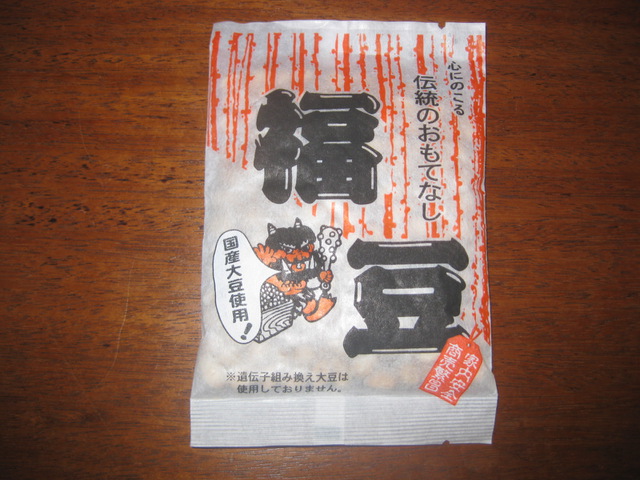 心にのこる
伝統のおもてなし
福
豆
国産大豆使用!
家内安全
商売繁昌
※遺伝子組み換え大豆は
使用しておりません。